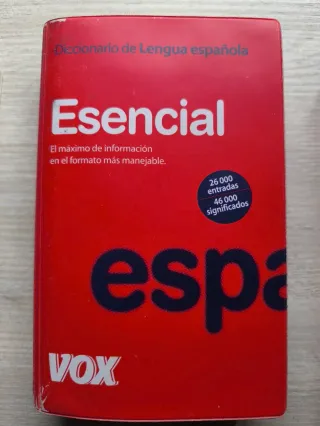 Diccionario de Lengua española
Esencial
El máximo de información
en el formato más manejable.
26 000
entradas
46 000
significados
espa
VOX